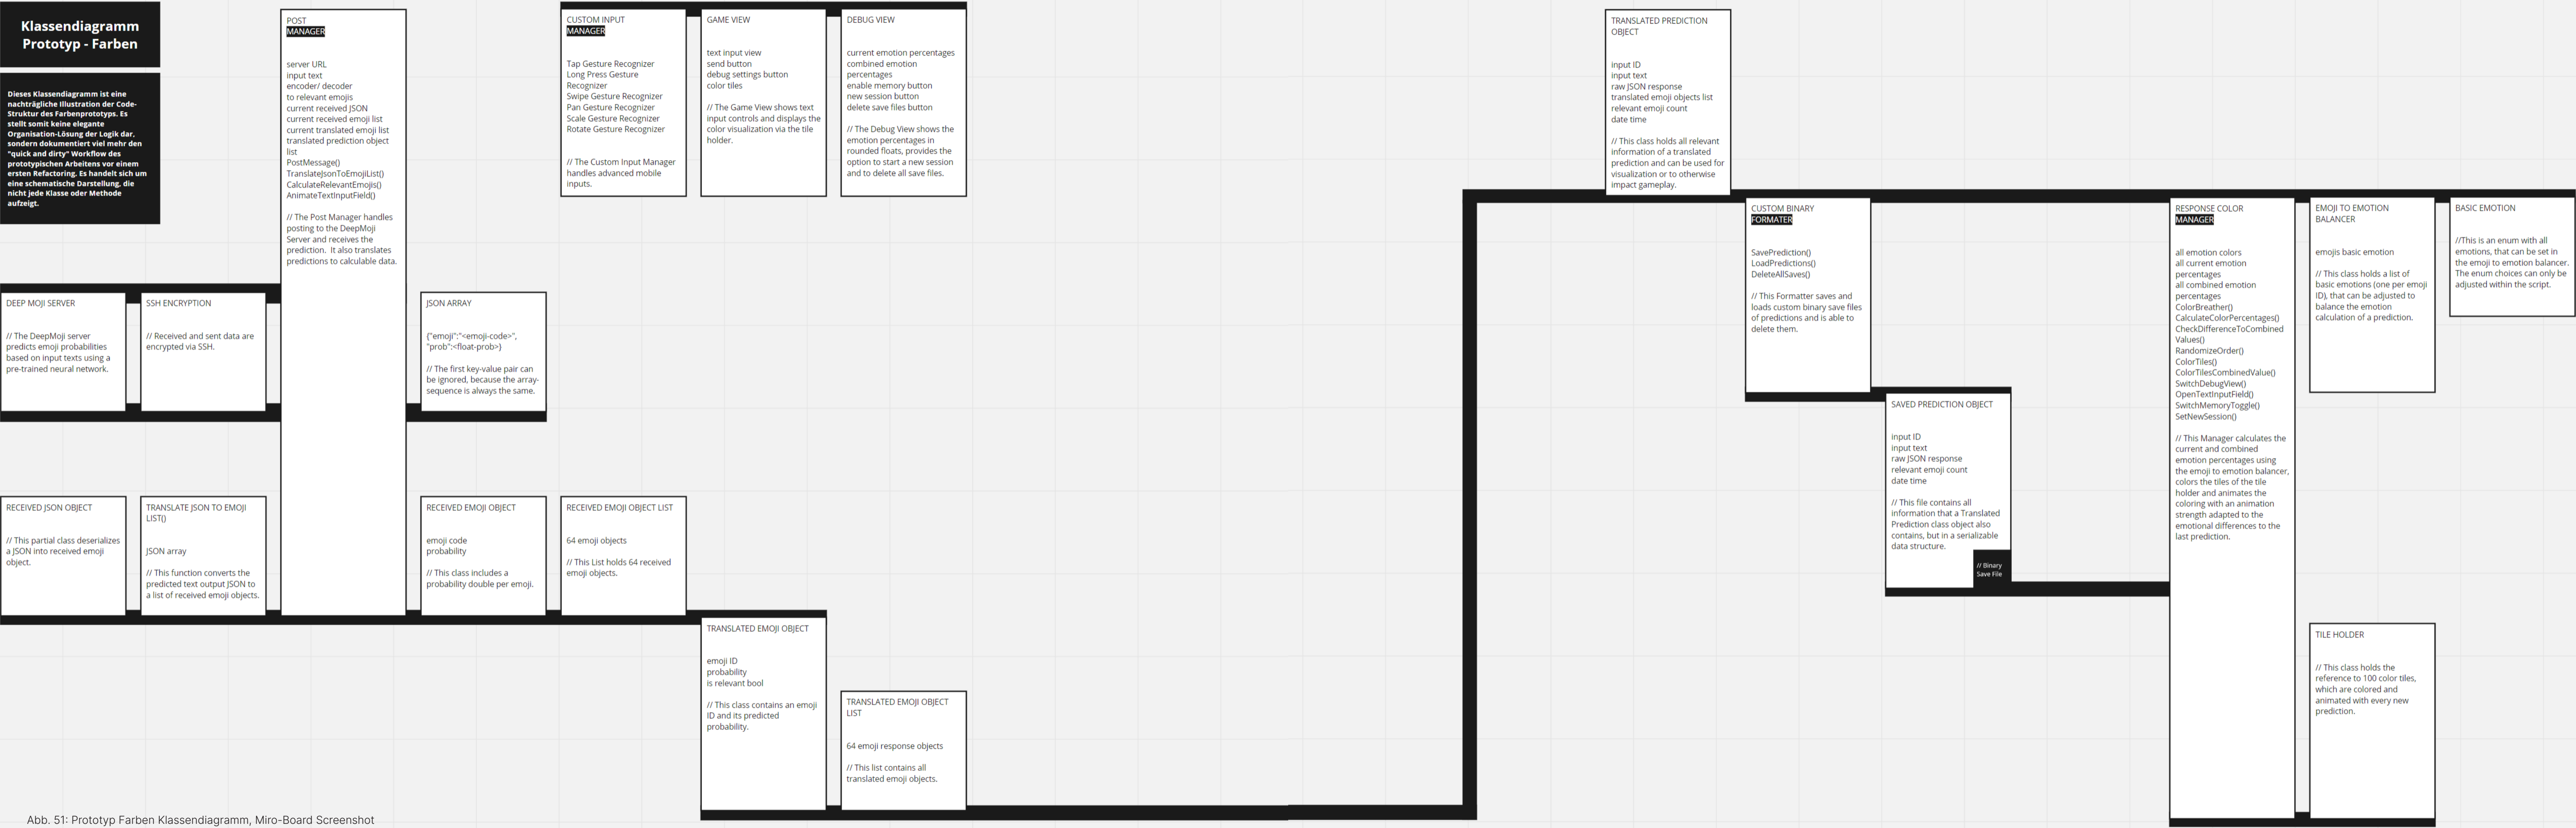 Klassendiagramm
Prototyp - Farben
Dieses Klassendiagramm ist eine
nachträgliche Illustration der Code-
Struktur des Farbenprototyps. Es
stellt somit keine elegante
Organisation-Lösung der Logik dar,
sondern dokumentiert viel mehr den
"quick and dirty" Workflow des
prototypischen Arbeitens vor einem
ersten Refactoring. Es handelt sich um
eine schematische Darstellung, die
nicht jede Klasse oder Methode
aufzeigt.
POST
MANAGER
server URL
input text
encoder/ decoder
to relevant emojis
current received JSON
current received emoji list
current translated emoji list
translated prediction object
list
PostMessage()
TranslateJsonToEmojiList()
CalculateRelevantEmojis()
AnimateTextInputField()
// The Post Manager handles
posting to the DeepMoji
Server and receives the
prediction.  It also translates
predictions to calculable data.
CUSTOM INPUT
MANAGER
Tap Gesture Recognizer
Long Press Gesture
Recognizer
Swipe Gesture Recognizer
Pan Gesture Recognizer
Scale Gesture Recognizer
Rotate Gesture Recognizer
// The Custom Input Manager
handles advanced mobile
inputs.
GAME VIEW
text input view
send button
debug settings button
color tiles
// The Game View shows text
input controls and displays the
color visualization via the tile
holder.
DEBUG VIEW
current emotion percentages
combined emotion
percentages
enable memory button
new session button
delete save files button
// The Debug View shows the
emotion percentages in
rounded floats, provides the
option to start a new session
and to delete all save files.
DEEP MOJI SERVER
// The DeepMoji server
predicts emoji probabilities
based on input texts using a
pre-trained neural network.
SSH ENCRYPTION
// Received and sent data are
encrypted via SSH.
JSON ARRAY
{"emoji":"<emoji-code>",
"prob":<float-prob>}
// The first key-value pair can
be ignored, because the array-
sequence is always the same.
RECEIVED JSON OBJECT
// This partial class deserializes
a JSON into received emoji
object.
TRANSLATE JSON TO EMOJI
LIST()
JSON array
// This function converts the
predicted text output JSON to
a list of received emoji objects.
RECEIVED EMOJI OBJECT
emoji code
probability
// This class includes a
probability double per emoji.
RECEIVED EMOJI OBJECT LIST
64 emoji objects
// This List holds 64 received
emoji objects.
TRANSLATED EMOJI OBJECT
emoji ID
probability
is relevant bool
// This class contains an emoji
ID and its predicted
probability.
TRANSLATED EMOJI OBJECT
LIST
64 emoji response objects
// This list contains all
translated emoji objects.
TRANSLATED PREDICTION
OBJECT
input ID
input text
raw JSON response
translated emoji objects list
relevant emoji count
date time
// This class holds all relevant
information of a translated
prediction and can be used for
visualization or to otherwise
impact gameplay.
CUSTOM BINARY
FORMATER
SavePrediction()
LoadPredictions()
DeleteAllSaves()
// This Formatter saves and
loads custom binary save files
of predictions and is able to
delete them.
SAVED PREDICTION OBJECT
input ID
input text
raw JSON response
relevant emoji count
date time
// This file contains all
information that a Translated
Prediction class object also
contains, but in a serializable
data structure.
// Binary
Save File
RESPONSE COLOR
MANAGER
all emotion colors
all current emotion
percentages
all combined emotion
percentages
ColorBreather()
CalculateColorPercentages()
CheckDifferenceToCombined
Values()
RandomizeOrder()
ColorTiles()
ColorTilesCombinedValue()
SwitchDebugView()
OpenTextInputField()
SwitchMemoryToggle()
SetNewSession()
// This Manager calculates the
current and combined
emotion percentages using
the emoji to emotion balancer,
colors the tiles of the tile
holder and animates the
coloring with an animation
strength adapted to the
emotional differences to the
last prediction.
EMOJI TO EMOTION
BALANCER
emojis basic emotion
// This class holds a list of
basic emotions (one per emoji
ID), that can be adjusted to
balance the emotion
calculation of a prediction.
BASIC EMOTION
//This is an enum with all
emotions, that can be set in
the emoji to emotion balancer.
The enum choices can only be
adjusted within the script.
TILE HOLDER
// This class holds the
reference to 100 color tiles,
which are colored and
animated with every new
prediction.
Abb. 51: Prototyp Farben Klassendiagramm, Miro-Board Screenshot